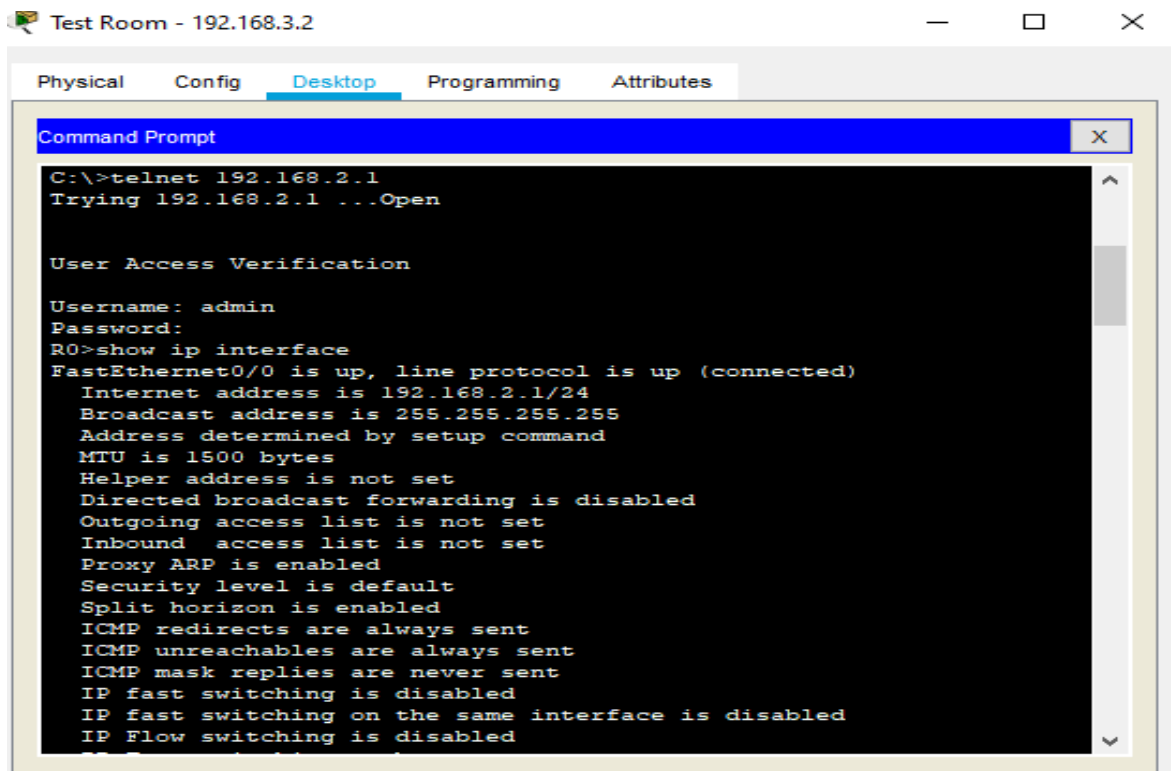 Test Room - 192.168.3.2
Physical Config Desktop Programming Attributes
Command Prompt X
C:\>telnet 192.168.2.1
Trying 192.168.2.1 ...Open
User Access Verification
Username: admin
Password:
R0>show ip interface
FastEthernet0/0 is up, line protocol is up (connected)
Internet address is 192.168.2.1/24
Broadcast address is 255.255.255.255
Address determined by setup command
MTU is 1500 bytes
Helper address is not set
Directed broadcast forwarding is disabled
Outgoing access list is not set
Inbound  access list is not set
Proxy ARP is enabled
Security level is default
Split horizon is enabled
ICMP redirects are always sent
ICMP unreachables are always sent
ICMP mask replies are never sent
IP fast switching is disabled
IP fast switching on the same interface is disabled
IP Flow switching is disabled